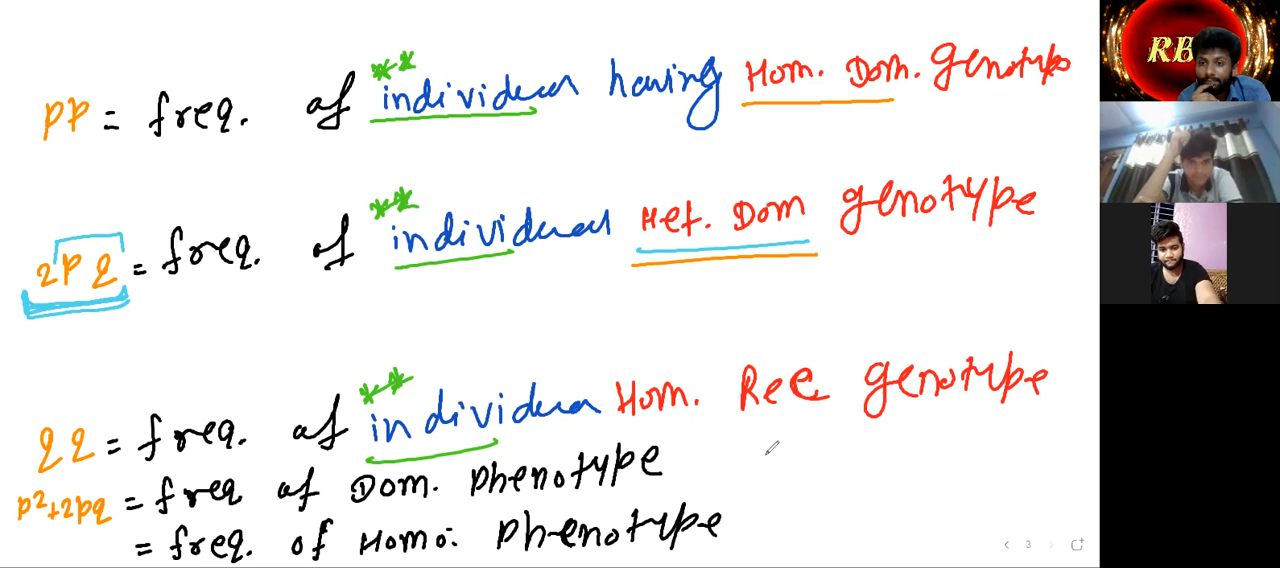 pp = freq. of ** individual having Hom. Dom. genotype
2pq = freq. of ** individual Het. Dom genotype
qq = freq. of ** individual Hom. Rec genotype
p²+2pq = freq of Dom. Phenotype
= freq. of Homo: Phenotype
RB
< 3 >